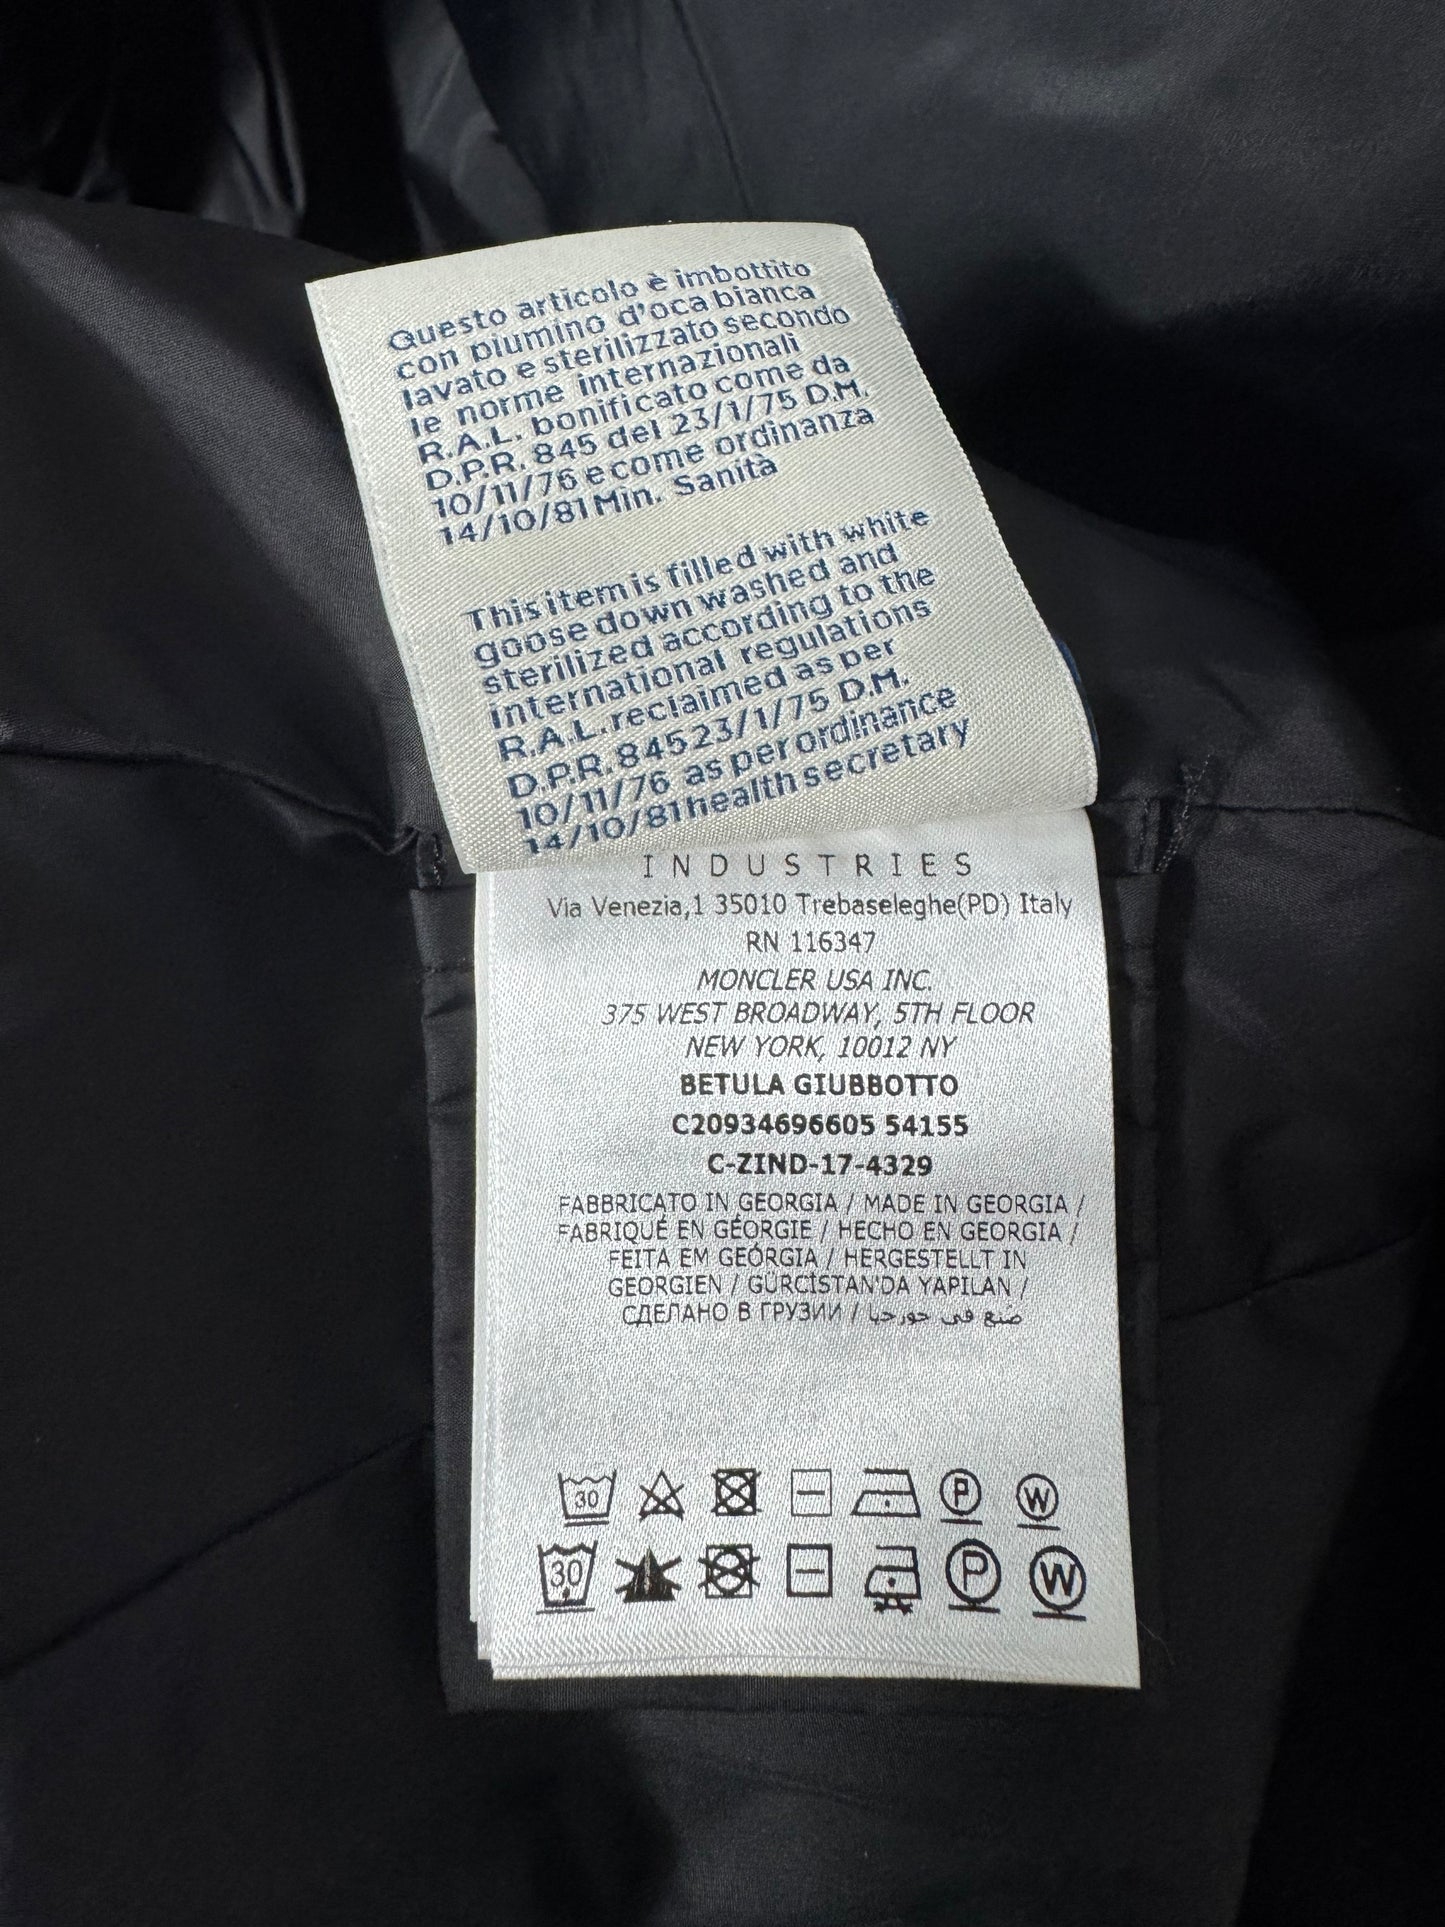 Questo articolo è imbottito
con piumino d'oca bianca
lavato e sterilizzato secondo
le norme internazionali
R.A.L. bonificato come da
D.P.R. 845 del 23/1/75 D.M.
10/11/76 e come ordinanza
14/10/81 Min. Sanità
This item is filled with white
goose down washed and
sterilized according to the
international regulations
R.A.L. reclaimed as per
D.P.R. 845 23/1/75 D.M.
10/11/76 as per ordinance
14/10/81 health secretary
INDUSTRIES
Via Venezia,1 35010 Trebaseleghe(PD) Italy
RN 116347
MONCLER USA INC.
375 WEST BROADWAY, 5TH FLOOR
NEW YORK, 10012 NY
BETULA GIUBBOTTO
C20934696605 54155
C-ZIND-17-4329
FABBRICATO IN GEORGIA / MADE IN GEORGIA /
FABRIQUÉ EN GÉORGIE / HECHO EN GEORGIA /
FEITA EM GEÓRGIA / HERGESTELLT IN
GEORGIEN / GÜRCİSTAN'DA YAPILAN /
СДЕЛАНО В ГРУЗИИ / صنع في جورجيا
30 P W
30 P W